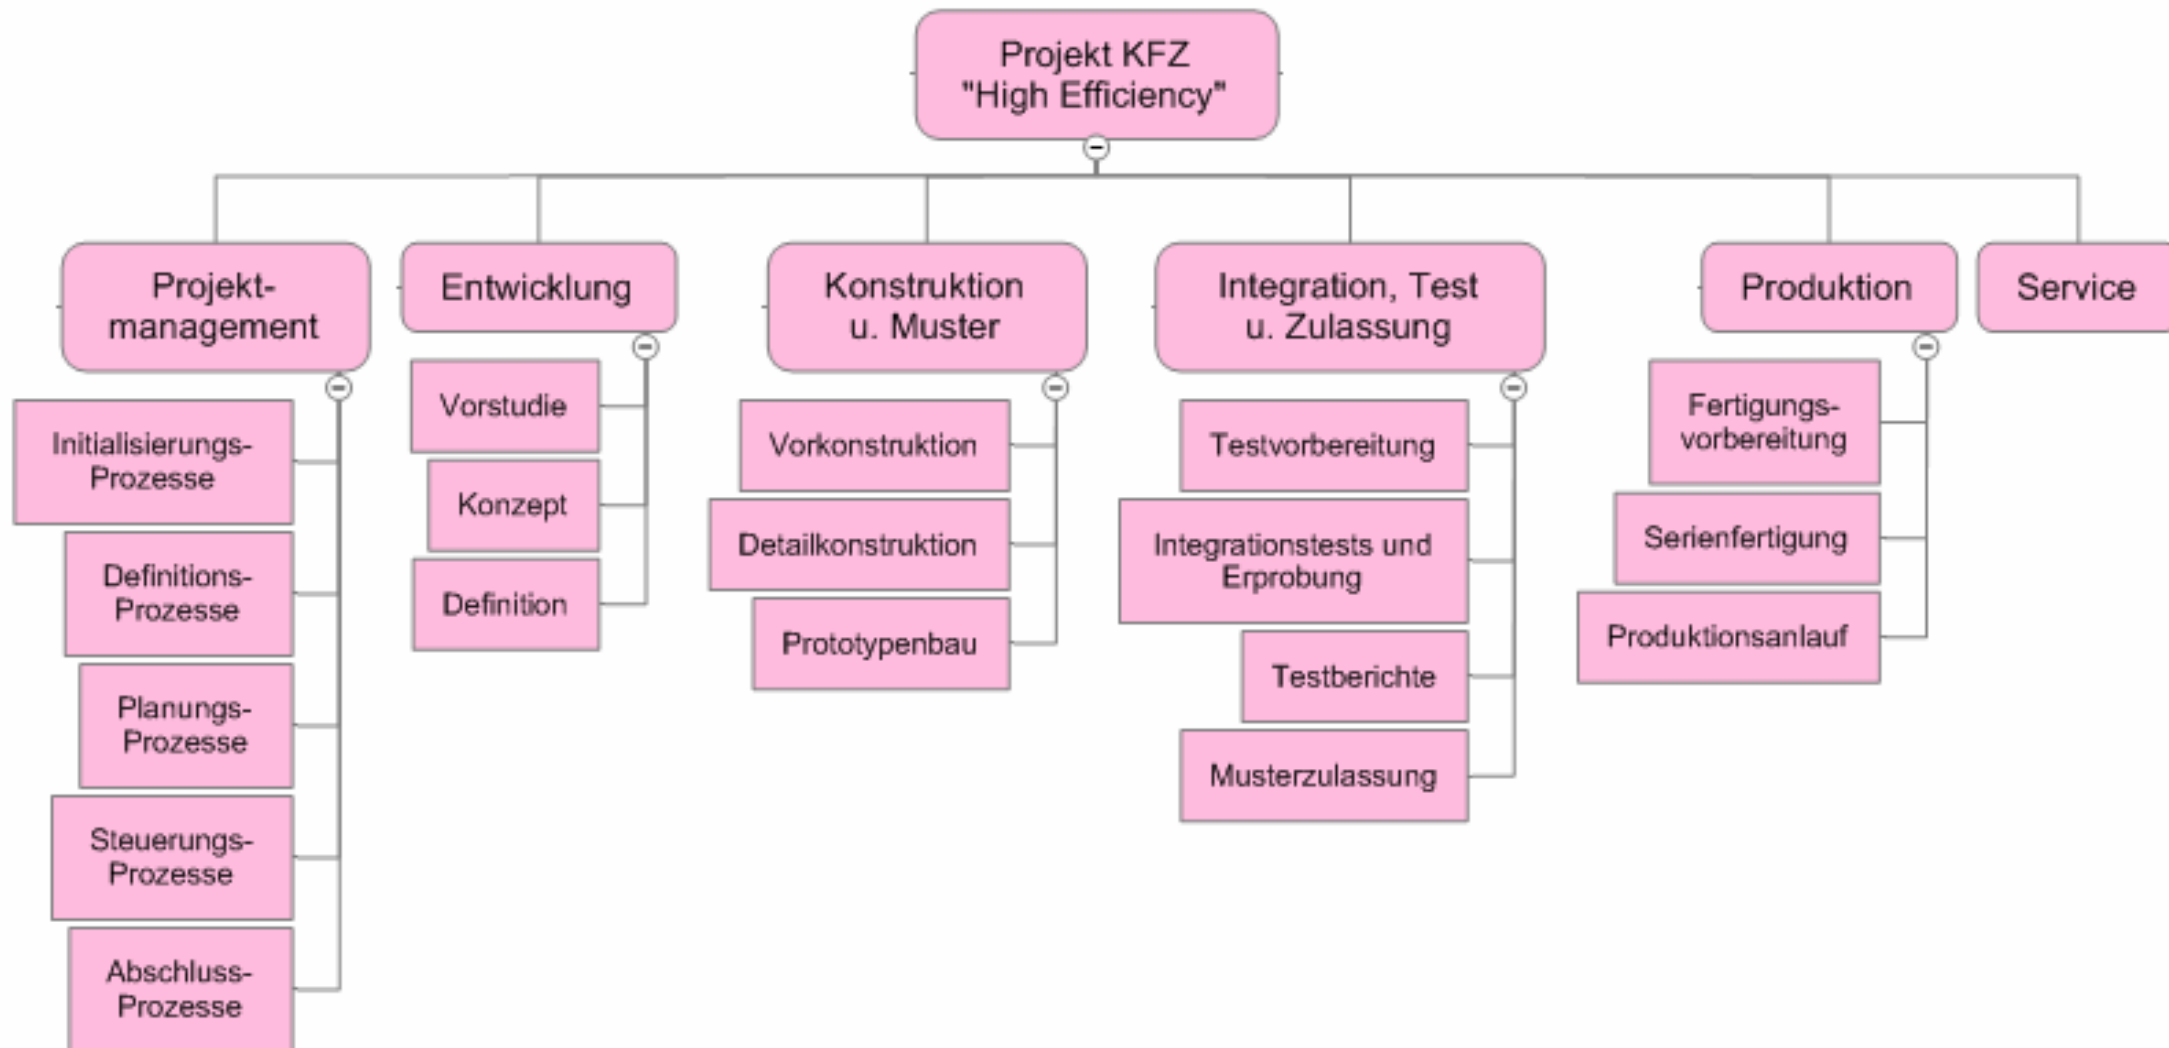 Projekt KFZ
"High Efficiency"
Projekt-
management
Initialisierungs-
Prozesse
Definitions-
Prozesse
Planungs-
Prozesse
Steuerungs-
Prozesse
Abschluss-
Prozesse
Entwicklung
Vorstudie
Konzept
Definition
Konstruktion
u. Muster
Vorkonstruktion
Detailkonstruktion
Prototypenbau
Integration, Test
u. Zulassung
Testvorbereitung
Integrationstests und
Erprobung
Testberichte
Musterzulassung
Produktion
Fertigungs-
vorbereitung
Serienfertigung
Produktionsanlauf
Service